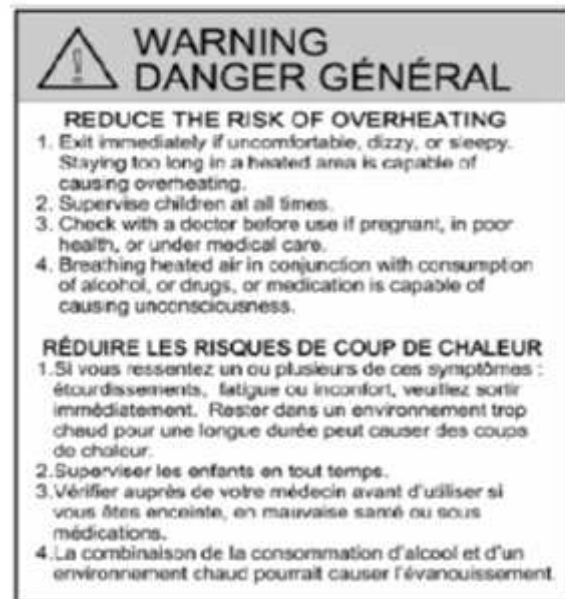 WARNING
DANGER GÉNÉRAL
REDUCE THE RISK OF OVERHEATING
1. Exit immediately if uncomfortable, dizzy, or sleepy.
Staying too long in a heated area is capable of
causing overheating.
2. Supervise children at all times.
3. Check with a doctor before use if pregnant, in poor
health, or under medical care.
4. Breathing heated air in conjunction with consumption
of alcohol, or drugs, or medication is capable of
causing unconsciousness.
RÉDUIRE LES RISQUES DE COUP DE CHALEUR
1.Si vous ressentez un ou plusieurs de ces symptômes :
étourdissements, fatigue ou inconfort, veuillez sortir
immédiatement. Rester dans un environnement trop
chaud pour une longue durée peut causer des coups
de chaleur.
2.Superviser les enfants en tout temps.
3.Vérifier auprès de votre médecin avant d'utiliser si
vous êtes enceinte, en mauvaise santé ou sous
médications.
4.La combinaison de la consommation d'alcool et d'un
environnement chaud pourrait causer l'évanouissement.